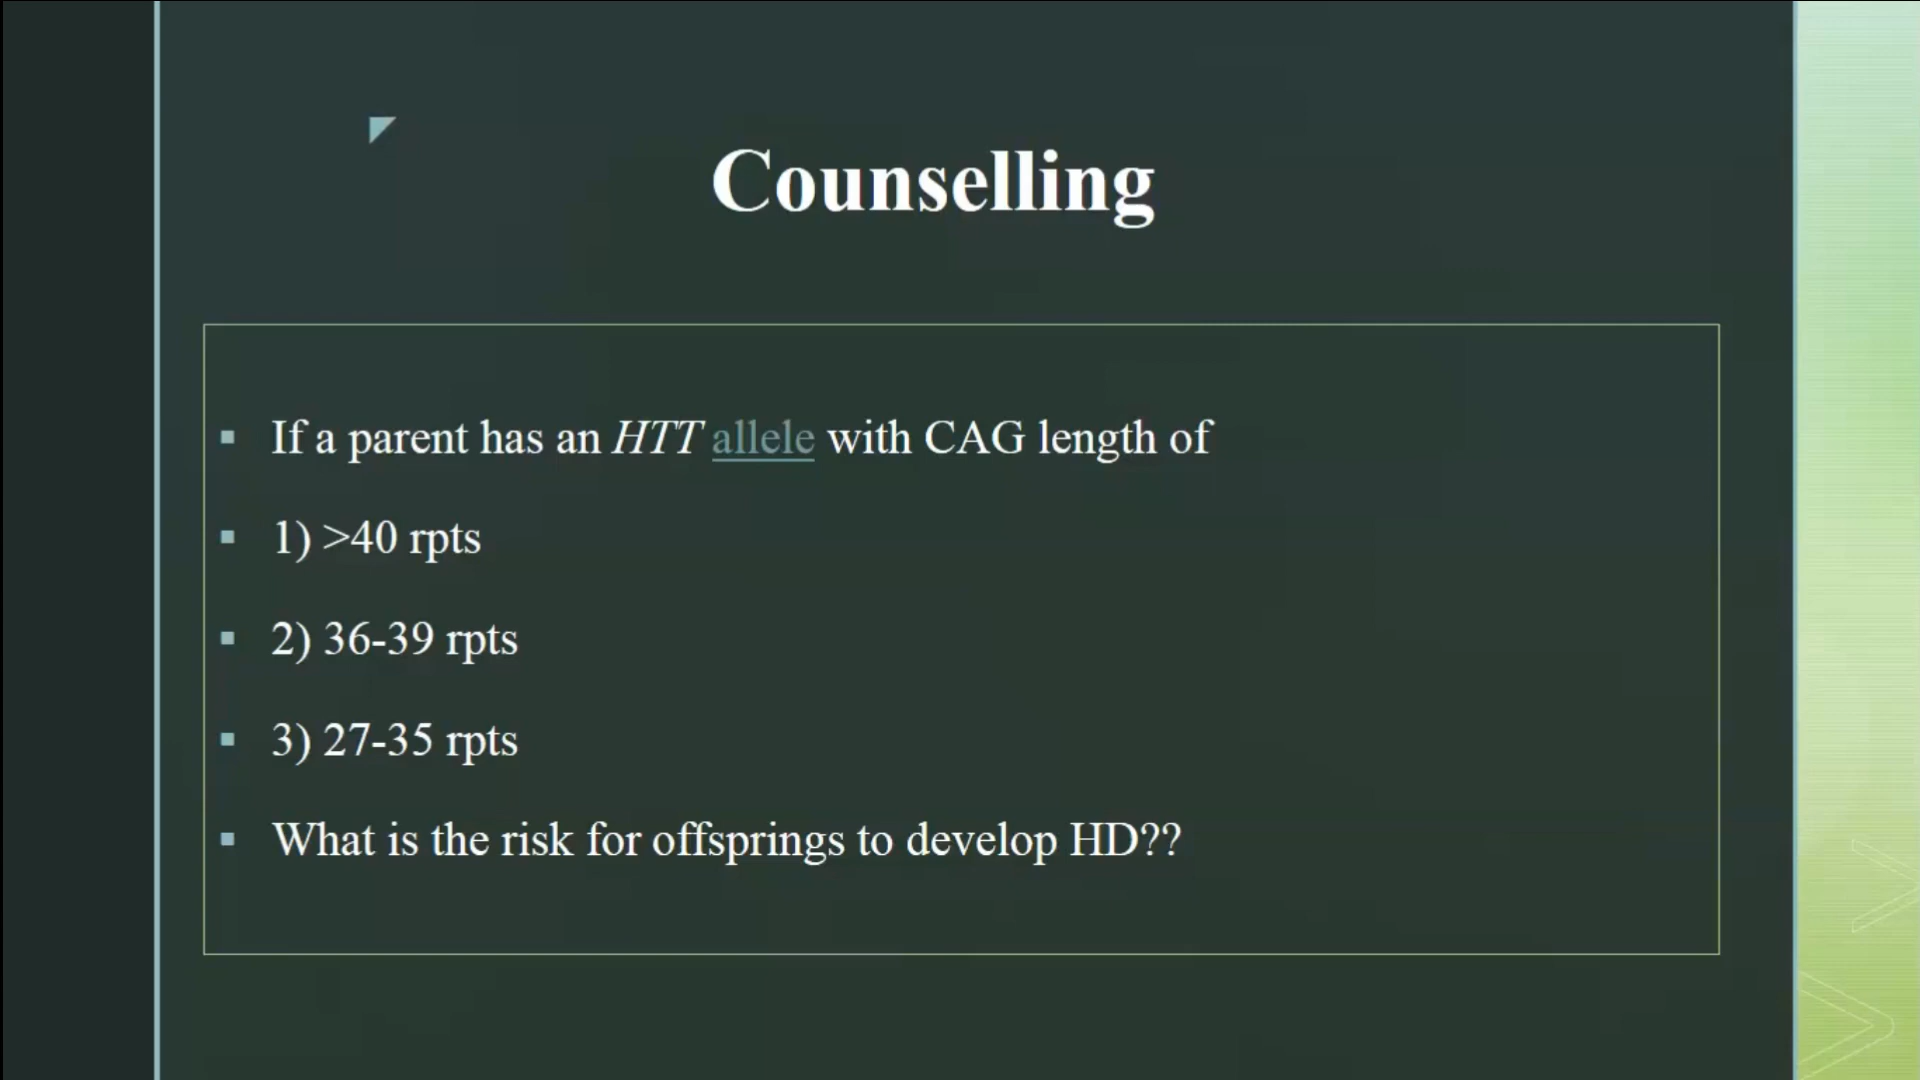 Counselling
▪ If a parent has an HTT allele with CAG length of
▪ 1) >40 rpts
▪ 2) 36-39 rpts
▪ 3) 27-35 rpts
▪ What is the risk for offsprings to develop HD??